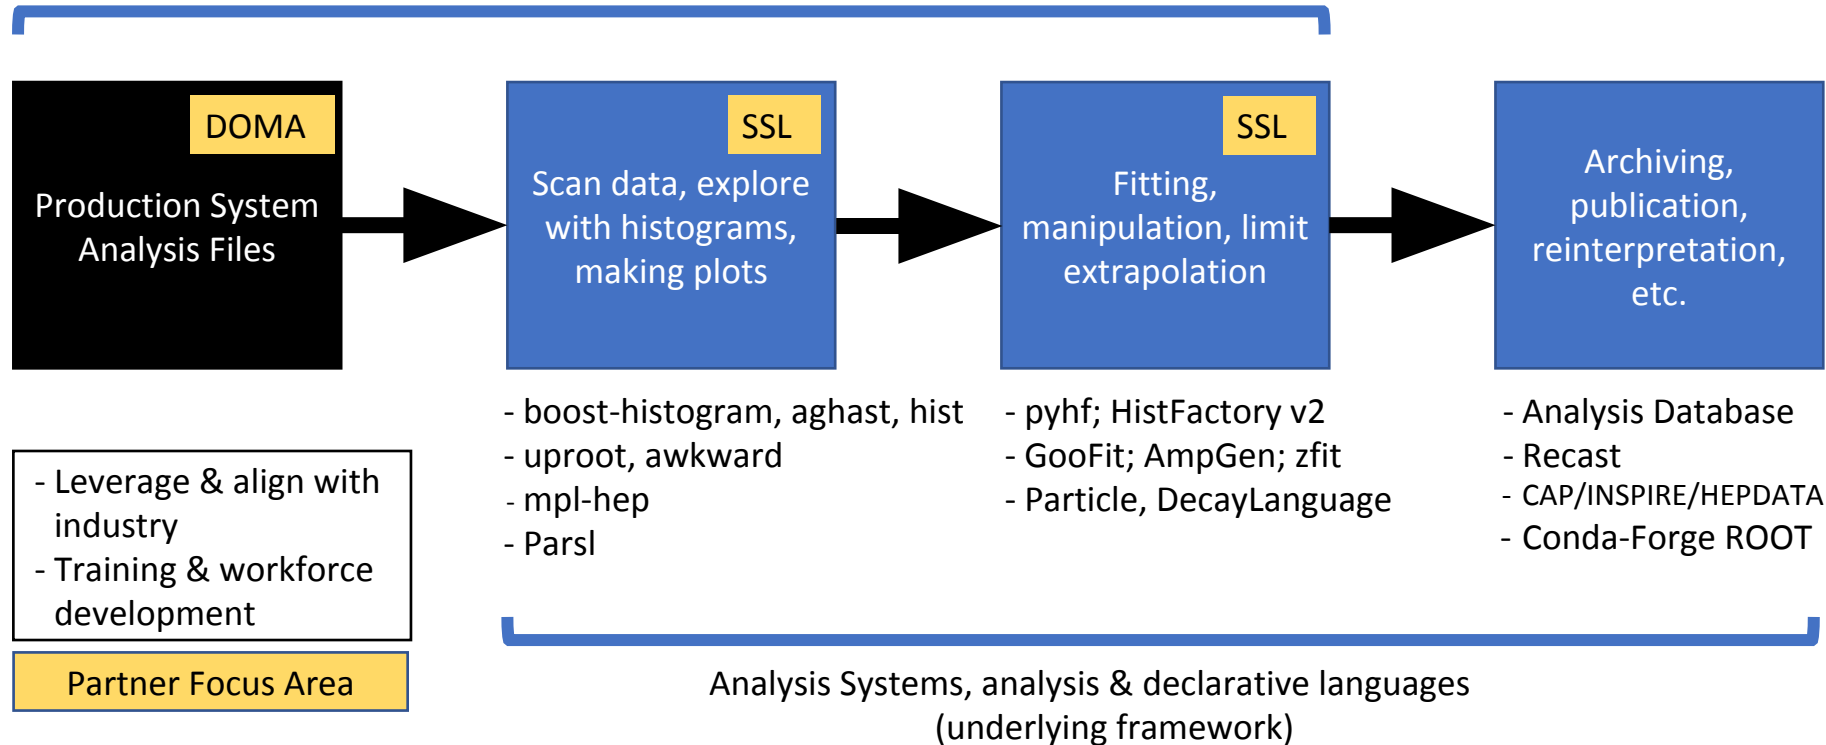 DOMA
Production System
Analysis Files
SSL
Scan data, explore
with histograms,
making plots
SSL
Fitting,
manipulation, limit
extrapolation
Archiving,
publication,
reinterpretation,
etc.
- boost-histogram, aghast, hist
- uproot, awkward
- mpl-hep
- Parsl
- pyhf; HistFactory v2
- GooFit; AmpGen; zfit
- Particle, DecayLanguage
- Analysis Database
- Recast
- CAP/INSPIRE/HEPDATA
- Conda-Forge ROOT
- Leverage & align with
industry
- Training & workforce
development
Partner Focus Area
Analysis Systems, analysis & declarative languages
(underlying framework)